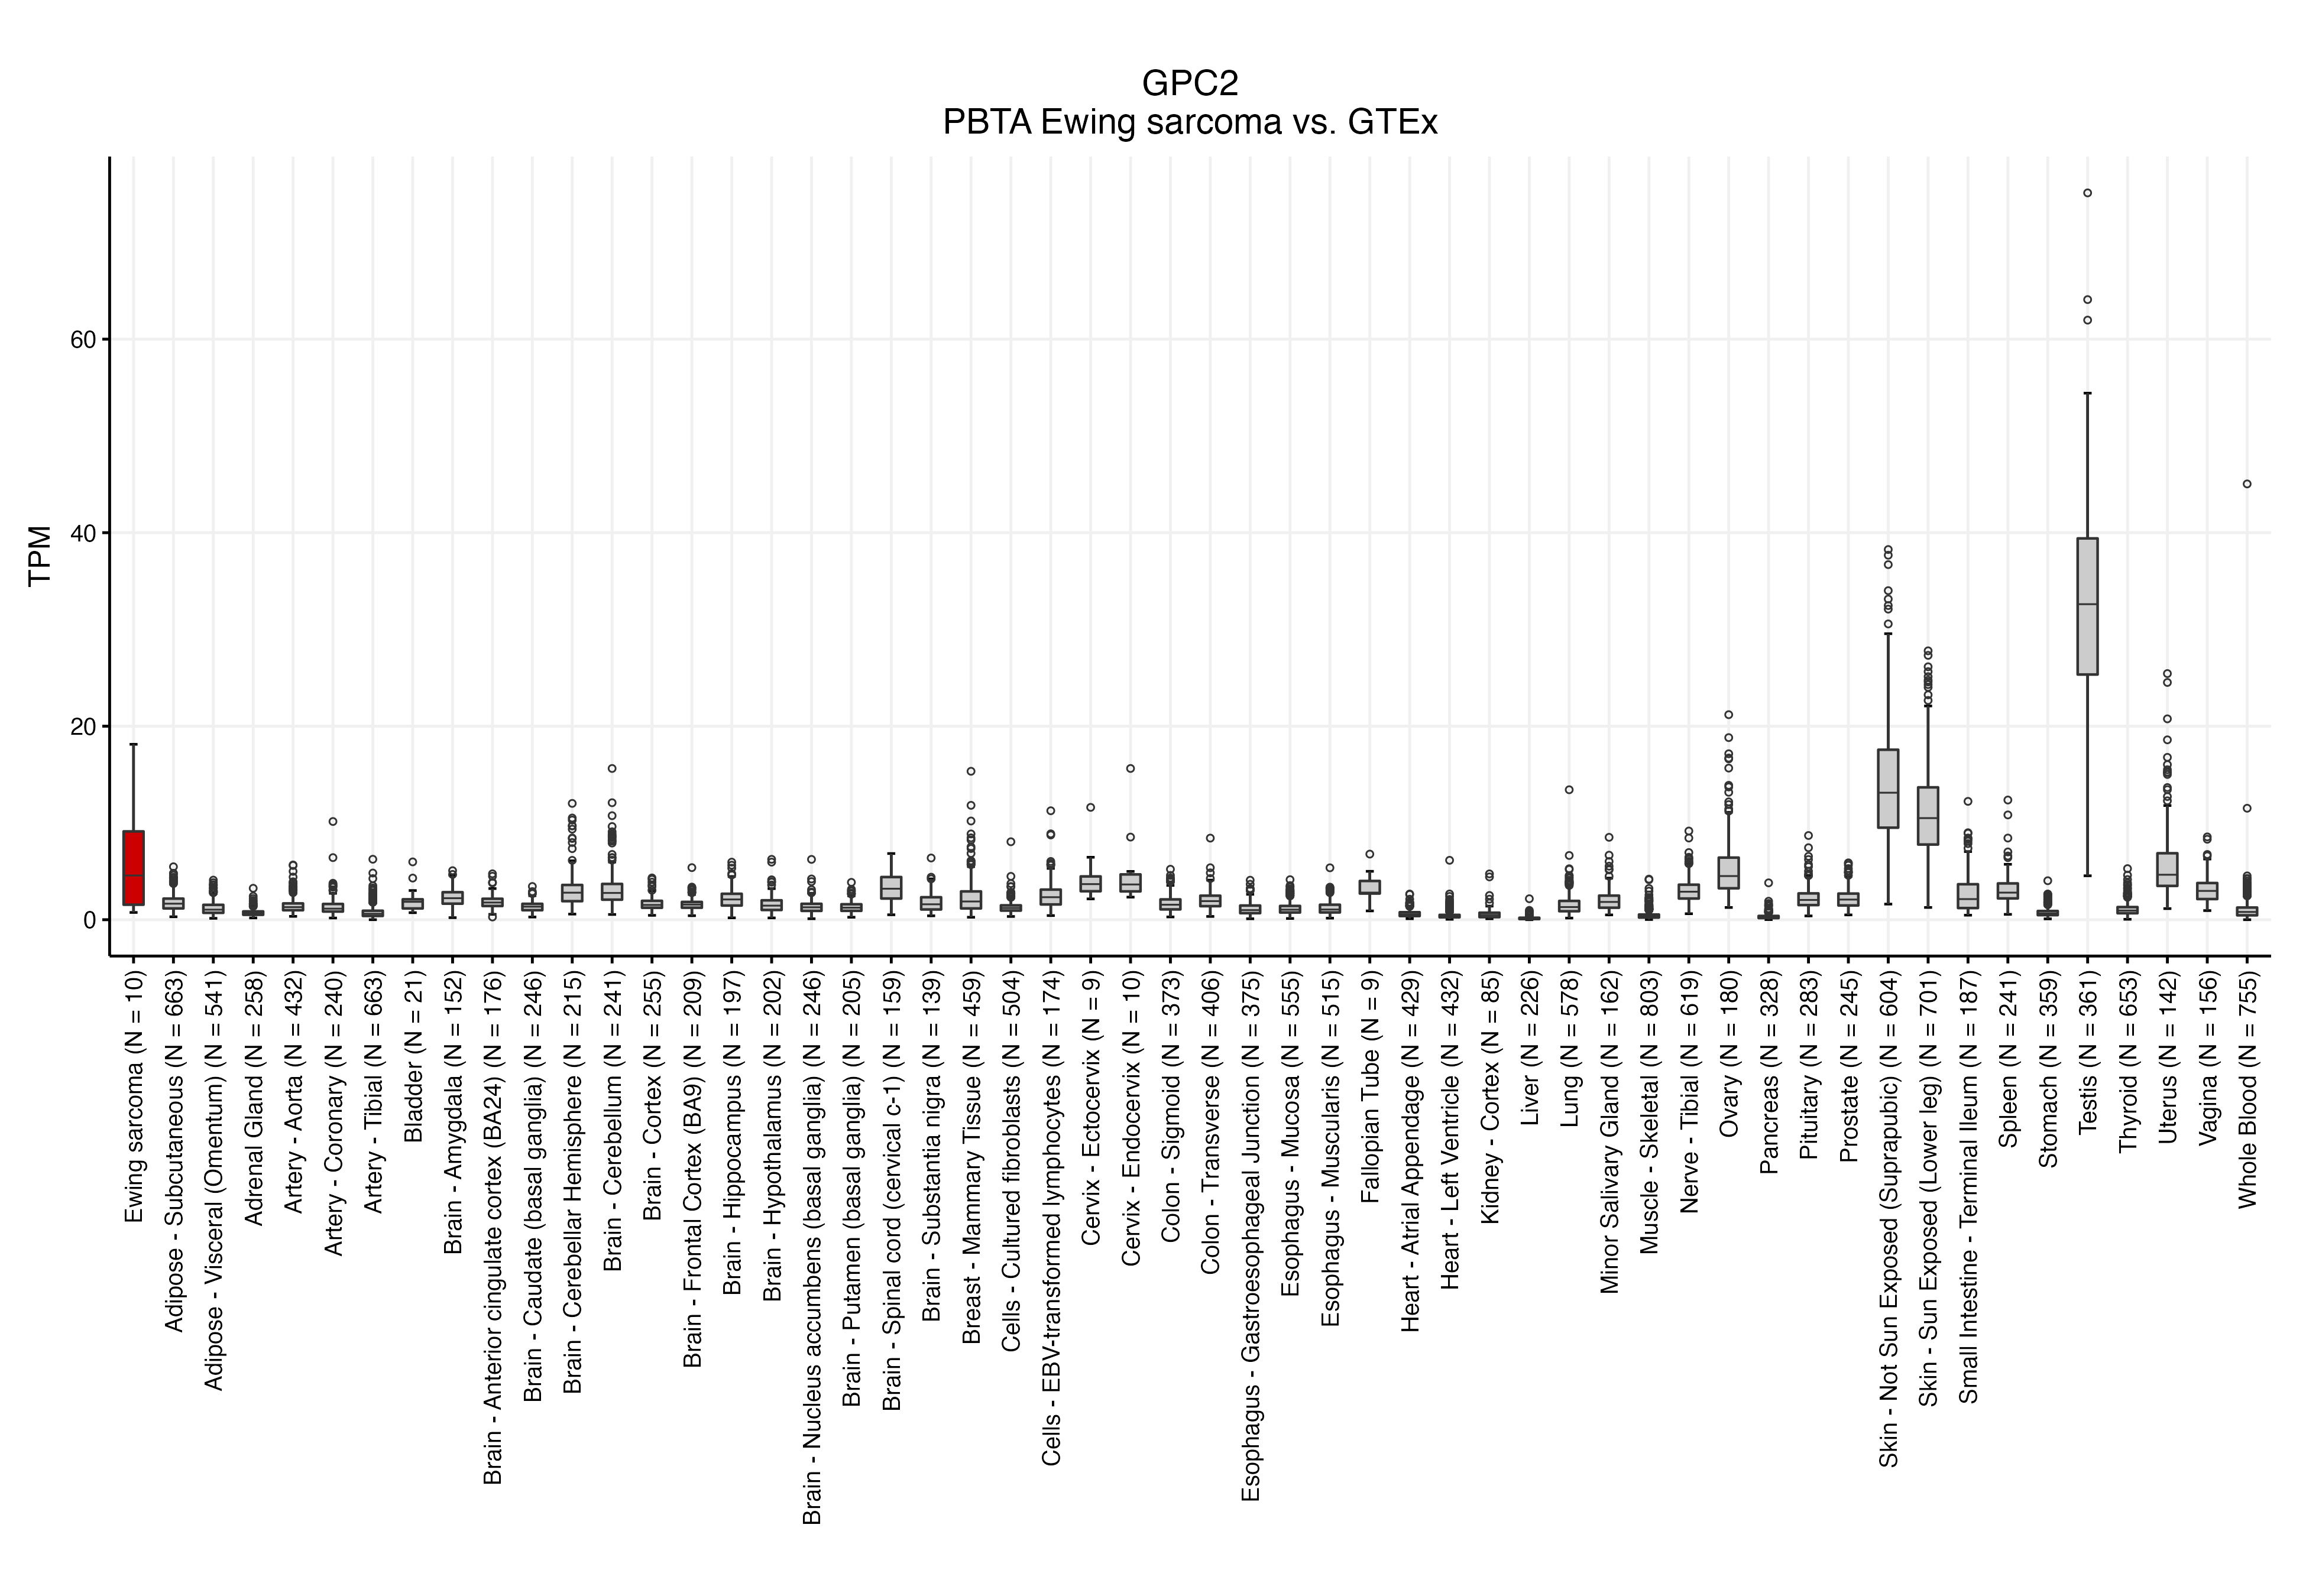 GPC2
PBTA Ewing sarcoma vs. GTEx
TPM
60
40
20
0
Ewing sarcoma (N = 10)
Adipose - Subcutaneous (N = 663)
Adipose - Visceral (Omentum) (N = 541)
Adrenal Gland (N = 258)
Artery - Aorta (N = 432)
Artery - Coronary (N = 240)
Artery - Tibial (N = 663)
Bladder (N = 21)
Brain - Amygdala (N = 152)
Brain - Anterior cingulate cortex (BA24) (N = 176)
Brain - Caudate (basal ganglia) (N = 246)
Brain - Cerebellar Hemisphere (N = 215)
Brain - Cerebellum (N = 241)
Brain - Cortex (N = 255)
Brain - Frontal Cortex (BA9) (N = 209)
Brain - Hippocampus (N = 197)
Brain - Hypothalamus (N = 202)
Brain - Nucleus accumbens (basal ganglia) (N = 246)
Brain - Putamen (basal ganglia) (N = 205)
Brain - Spinal cord (cervical c-1) (N = 159)
Brain - Substantia nigra (N = 139)
Breast - Mammary Tissue (N = 459)
Cells - Cultured fibroblasts (N = 504)
Cells - EBV-transformed lymphocytes (N = 174)
Cervix - Ectocervix (N = 9)
Cervix - Endocervix (N = 10)
Colon - Sigmoid (N = 373)
Colon - Transverse (N = 406)
Esophagus - Gastroesophageal Junction (N = 375)
Esophagus - Mucosa (N = 555)
Esophagus - Muscularis (N = 515)
Fallopian Tube (N = 9)
Heart - Atrial Appendage (N = 429)
Heart - Left Ventricle (N = 432)
Kidney - Cortex (N = 85)
Liver (N = 226)
Lung (N = 578)
Minor Salivary Gland (N = 162)
Muscle - Skeletal (N = 803)
Nerve - Tibial (N = 619)
Ovary (N = 180)
Pancreas (N = 328)
Pituitary (N = 283)
Prostate (N = 245)
Skin - Not Sun Exposed (Suprapubic) (N = 604)
Skin - Sun Exposed (Lower leg) (N = 701)
Small Intestine - Terminal Ileum (N = 187)
Spleen (N = 241)
Stomach (N = 359)
Testis (N = 361)
Thyroid (N = 653)
Uterus (N = 142)
Vagina (N = 156)
Whole Blood (N = 755)